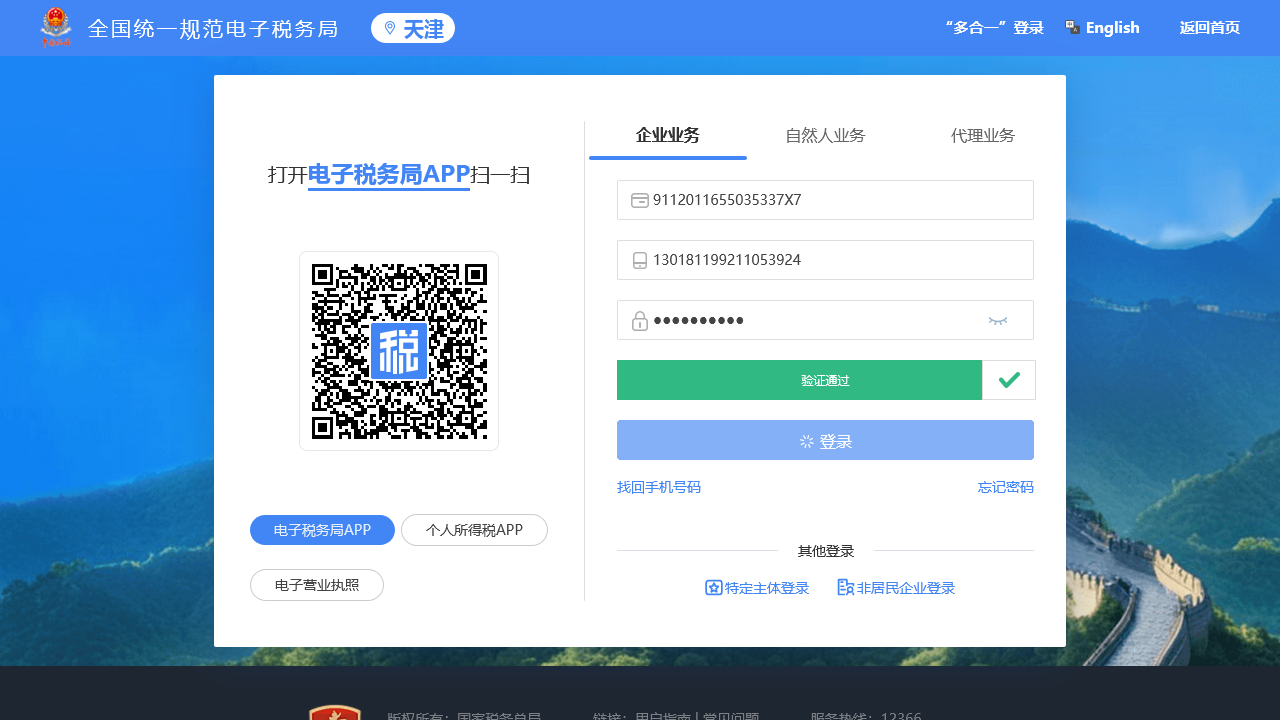 全国统一规范电子税务局
天津
“多合一”登录
English
返回首页
打开电子税务局APP扫一扫
税
电子税务局APP
个人所得税APP
电子营业执照
企业业务
自然人业务
代理业务
9112011655035337X7
130181199211053924
●●●●●●●●●●
验证通过
登录
找回手机号码
忘记密码
其他登录
特定主体登录
非居民企业登录
版权所有：国家税务总局
链接：用户指南 | 常见问题
服务热线：12366